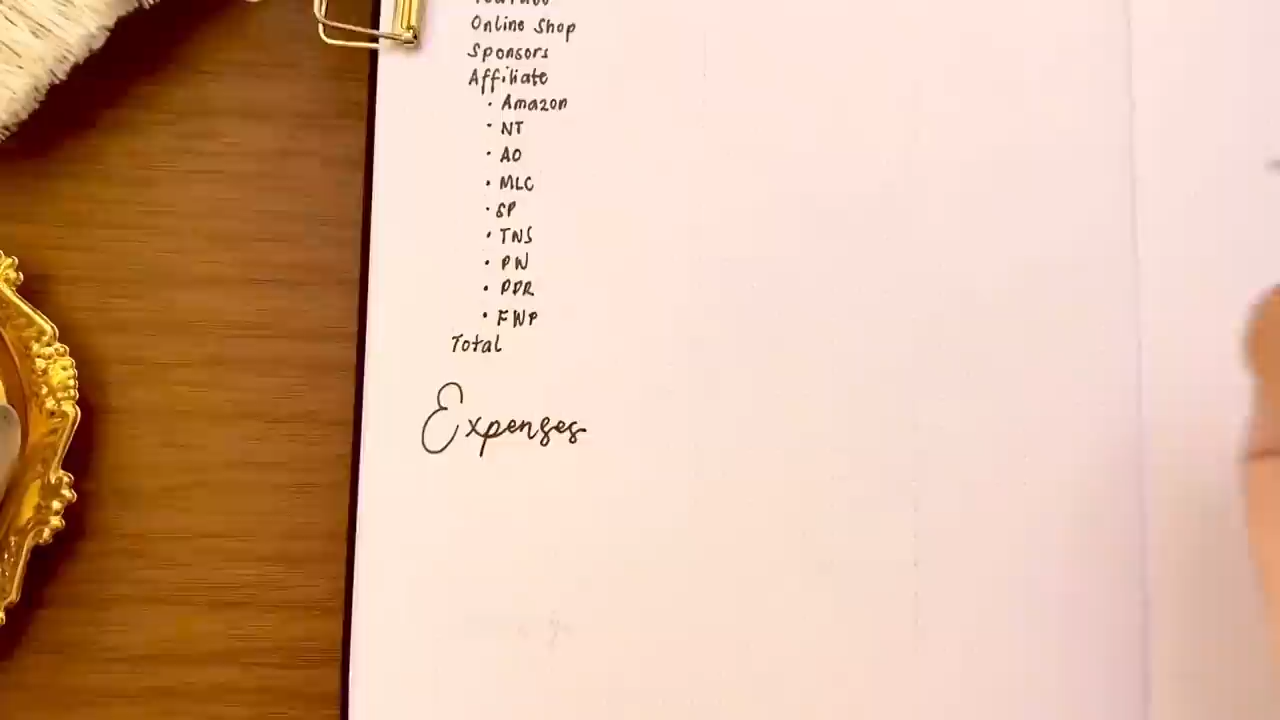 Online Shop
Sponsors
Affiliate
• Amazon
• NT
• AO
• MLC
• SP
• TNS
• PW
• PDR
• FWP
Total
Expenses